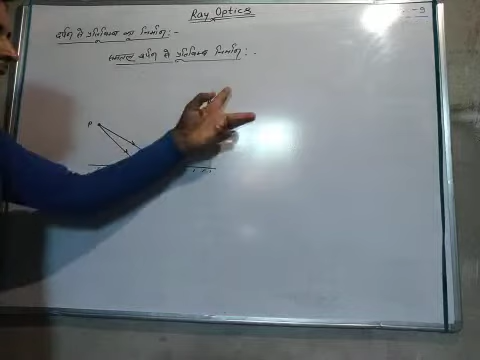 Ray Optics
दर्पण से प्रतिबिम्ब का निर्माण:-
समतल दर्पण से प्रतिबिम्ब निर्माण:-
P